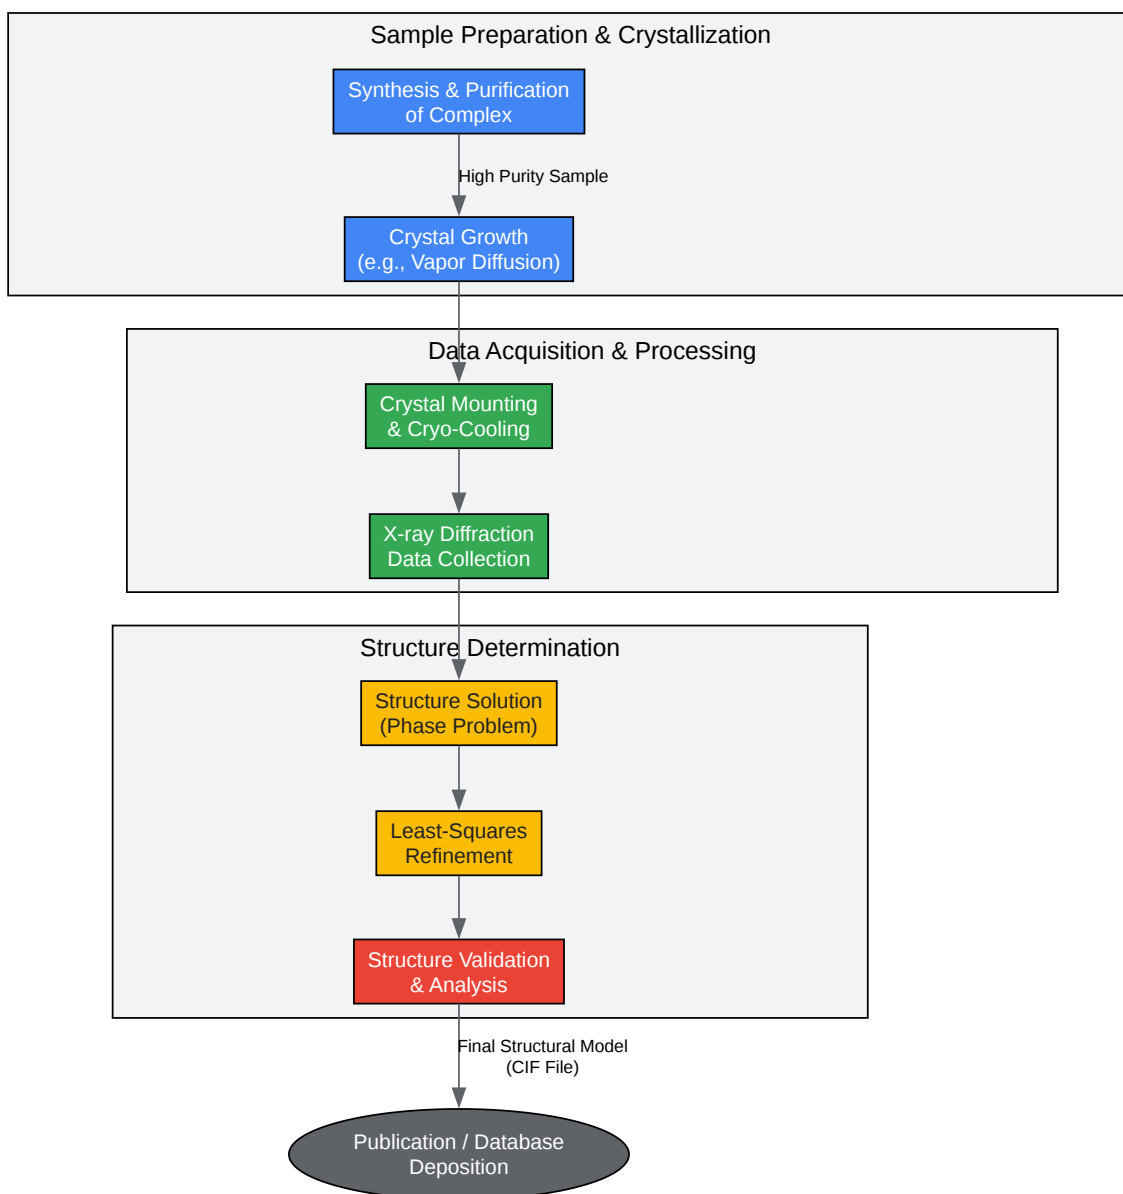 Sample Preparation & Crystallization
Synthesis & Purification
of Complex
High Purity Sample
Crystal Growth
(e.g., Vapor Diffusion)
Data Acquisition & Processing
Crystal Mounting
& Cryo-Cooling
X-ray Diffraction
Data Collection
Structure Determination
Structure Solution
(Phase Problem)
Least-Squares
Refinement
Structure Validation
& Analysis
Final Structural Model
(CIF File)
Publication / Database
Deposition